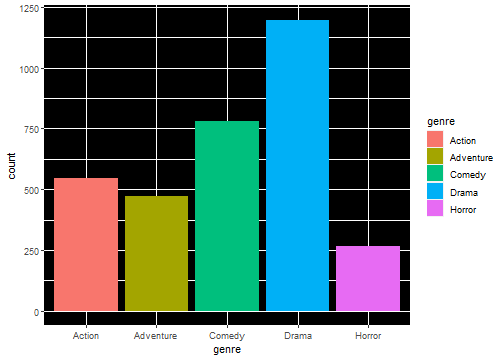 1250
1000
750
500
250
0
count
Action Adventure Comedy Drama Horror
genre
genre
Action
Adventure
Comedy
Drama
Horror